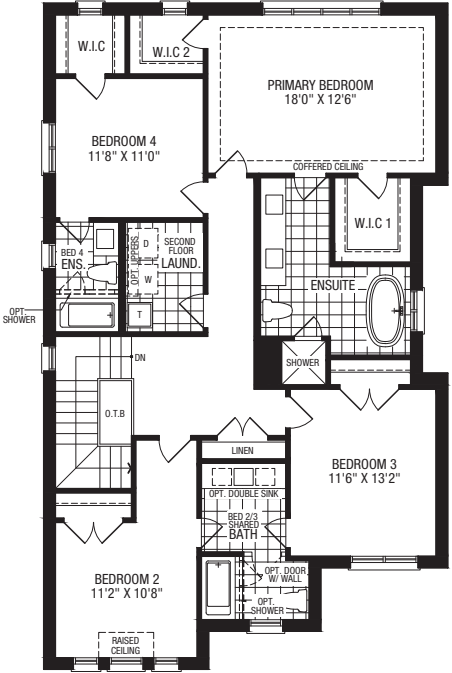 W.I.C
W.I.C 2
PRIMARY BEDROOM
18'0" X 12'6"
COFFERED CEILING
BEDROOM 4
11'8" X 11'0"
W.I.C 1
BED 4
ENS.
OPT. UPPERS
D
W
T
SECOND
FLOOR
LAUND.
ENSUITE
OPT.
SHOWER
DN
SHOWER
O.T.B
LINEN
BEDROOM 3
11'6" X 13'2"
OPT. DOUBLE SINK
BED 2/3
SHARED
BATH
OPT. DOOR
W/ WALL
OPT.
SHOWER
BEDROOM 2
11'2" X 10'8"
RAISED
CEILING